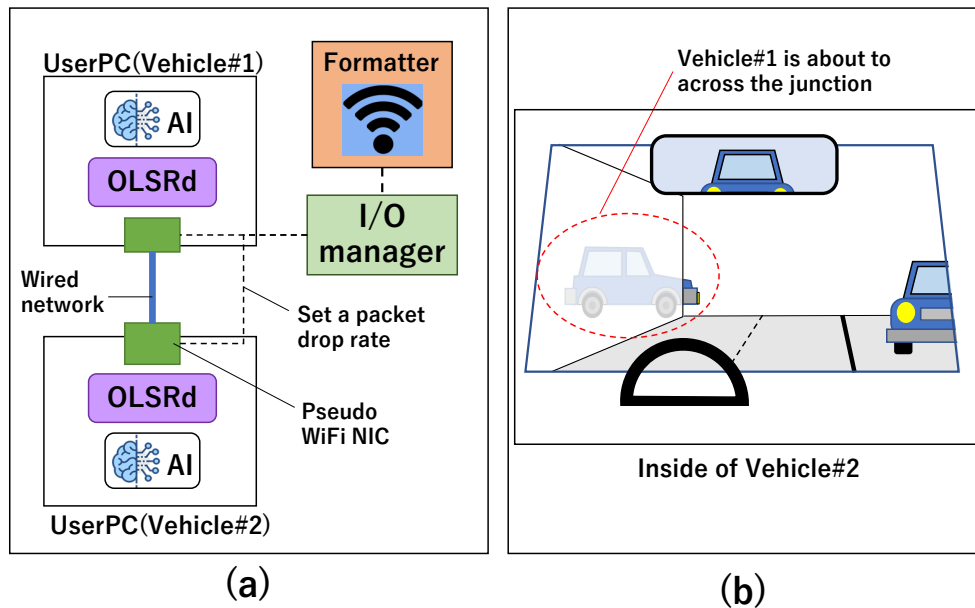 UserPC(Vehicle#1)
AI
OLSRd
Formatter
I/O
manager
Wired
network
Set a packet
drop rate
OLSRd
AI
Pseudo
WiFi NIC
UserPC(Vehicle#2)
(a)
Vehicle#1 is about to
across the junction
Inside of Vehicle#2
(b)